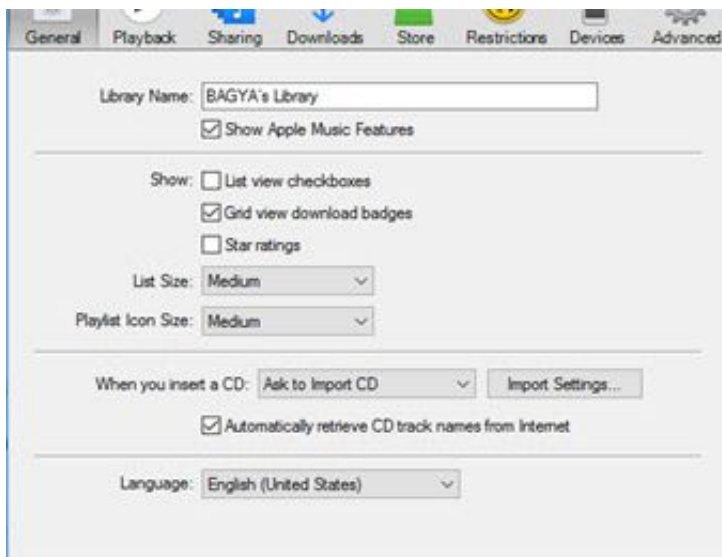 General Playback Sharing Downloads Store Restrictions Devices Advanced
Library Name: BAGYA's Library
Show Apple Music Features
Show: List view checkboxes
Grid view download badges
Star ratings
List Size: Medium
Playlist Icon Size: Medium
When you insert a CD: Ask to Import CD Import Settings...
Automatically retrieve CD track names from Internet
Language: English (United States)